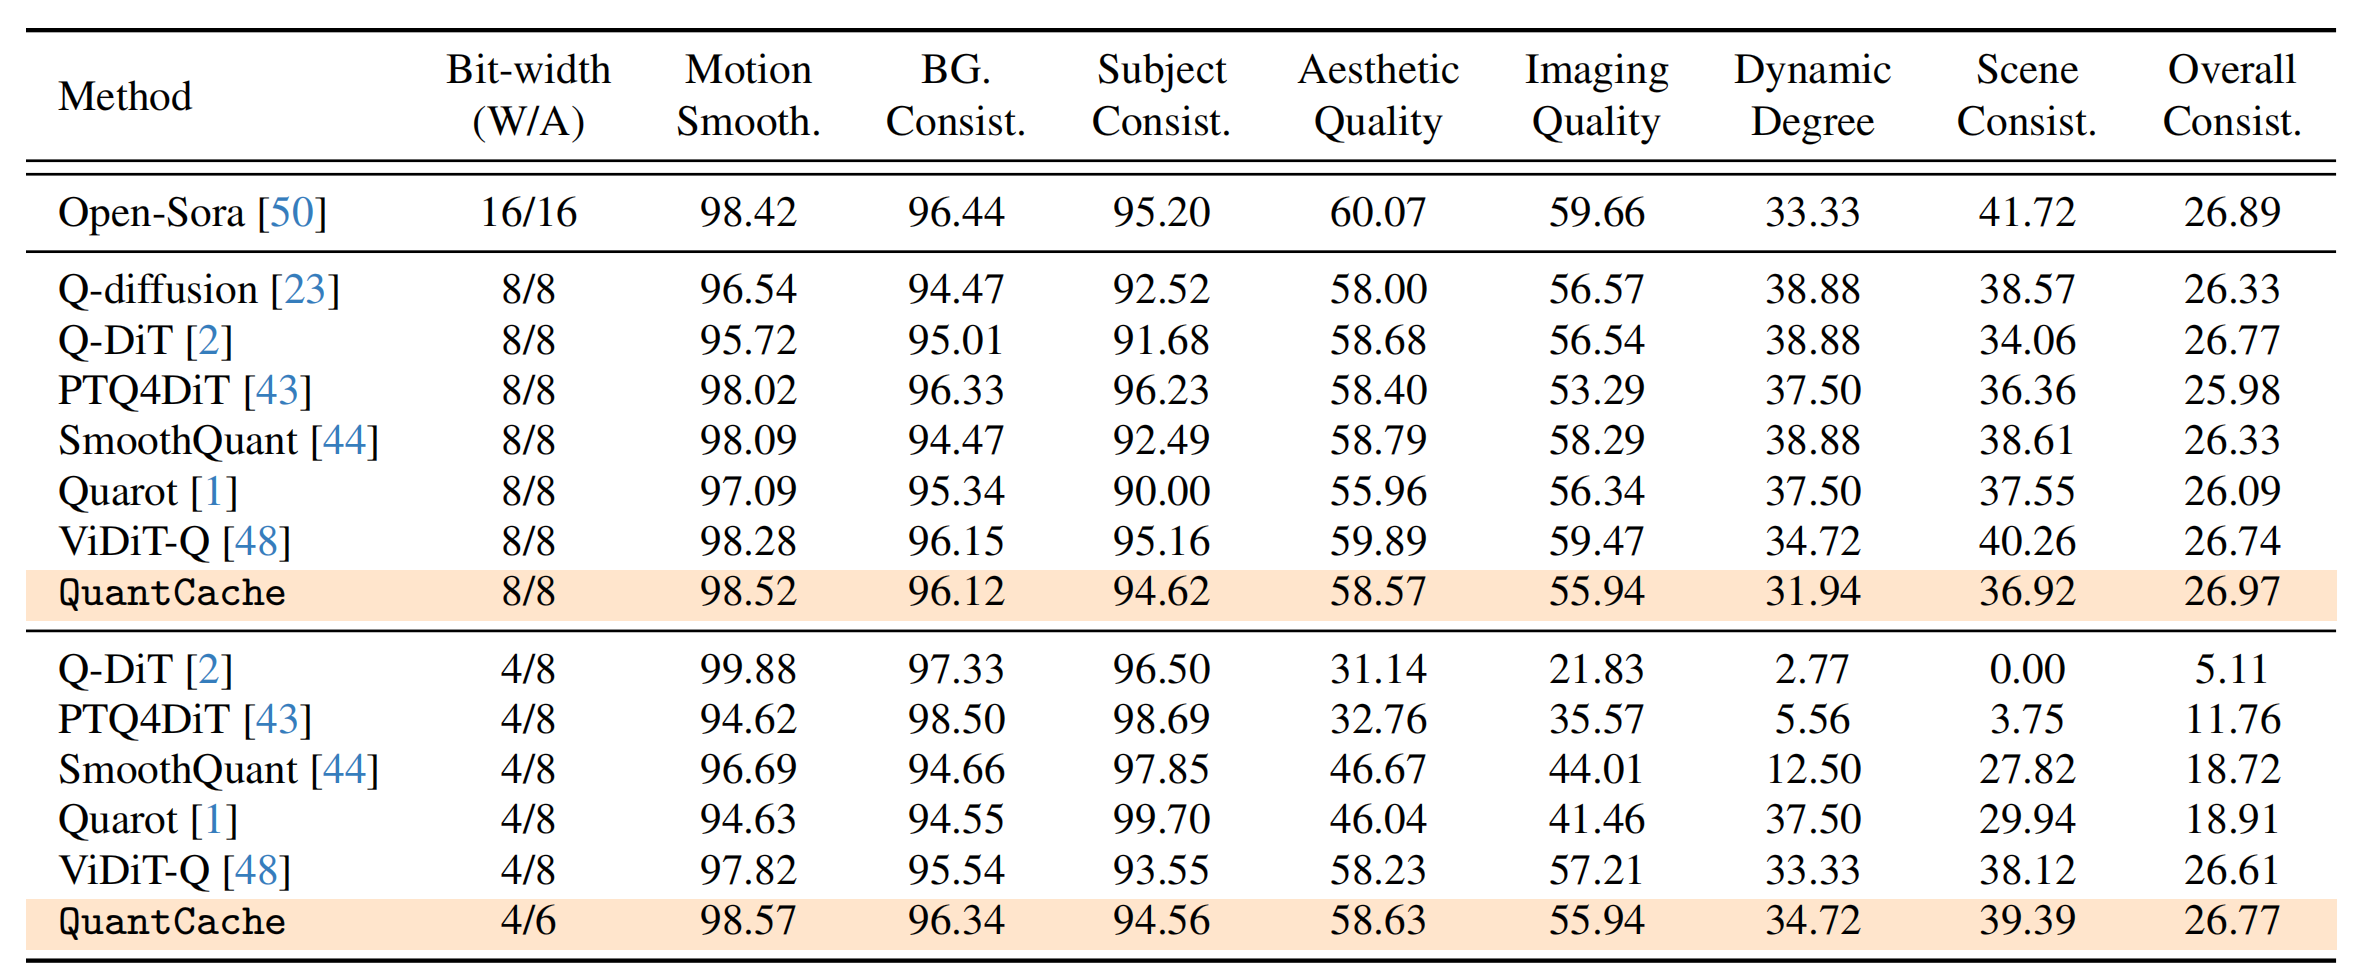 Method Bit-width (W/A) Motion Smooth. BG. Consist. Subject Consist. Aesthetic Quality Imaging Quality Dynamic Degree Scene Consist. Overall Consist.
Open-Sora [50] 16/16 98.42 96.44 95.20 60.07 59.66 33.33 41.72 26.89
Q-diffusion [23] 8/8 96.54 94.47 92.52 58.00 56.57 38.88 38.57 26.33
Q-DiT [2] 8/8 95.72 95.01 91.68 58.68 56.54 38.88 34.06 26.77
PTQ4DiT [43] 8/8 98.02 96.33 96.23 58.40 53.29 37.50 36.36 25.98
SmoothQuant [44] 8/8 98.09 94.47 92.49 58.79 58.29 38.88 38.61 26.33
Quarot [1] 8/8 97.09 95.34 90.00 55.96 56.34 37.50 37.55 26.09
ViDiT-Q [48] 8/8 98.28 96.15 95.16 59.89 59.47 34.72 40.26 26.74
QuantCache 8/8 98.52 96.12 94.62 58.57 55.94 31.94 36.92 26.97
Q-DiT [2] 4/8 99.88 97.33 96.50 31.14 21.83 2.77 0.00 5.11
PTQ4DiT [43] 4/8 94.62 98.50 98.69 32.76 35.57 5.56 3.75 11.76
SmoothQuant [44] 4/8 96.69 94.66 97.85 46.67 44.01 12.50 27.82 18.72
Quarot [1] 4/8 94.63 94.55 99.70 46.04 41.46 37.50 29.94 18.91
ViDiT-Q [48] 4/8 97.82 95.54 93.55 58.23 57.21 33.33 38.12 26.61
QuantCache 4/6 98.57 96.34 94.56 58.63 55.94 34.72 39.39 26.77